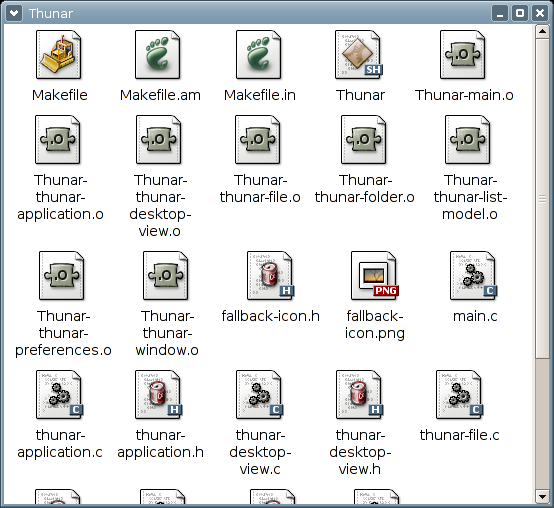 Thunar
Makefile
Makefile.am
Makefile.in
SH
Thunar
.o
Thunar-main.o
.o
Thunar-
thunar-
application.o
.o
Thunar-
thunar-
desktop-
view.o
.o
Thunar-
thunar-file.o
.o
Thunar-
thunar-folder.o
.o
Thunar-
thunar-list-
model.o
.o
Thunar-
thunar-
preferences.o
.o
Thunar-
thunar-
window.o
H
fallback-icon.h
PNG
fallback-
icon.png
C
main.c
C
thunar-
application.c
H
thunar-
application.h
C
thunar-
desktop-
view.c
H
thunar-
desktop-
view.h
C
thunar-file.c